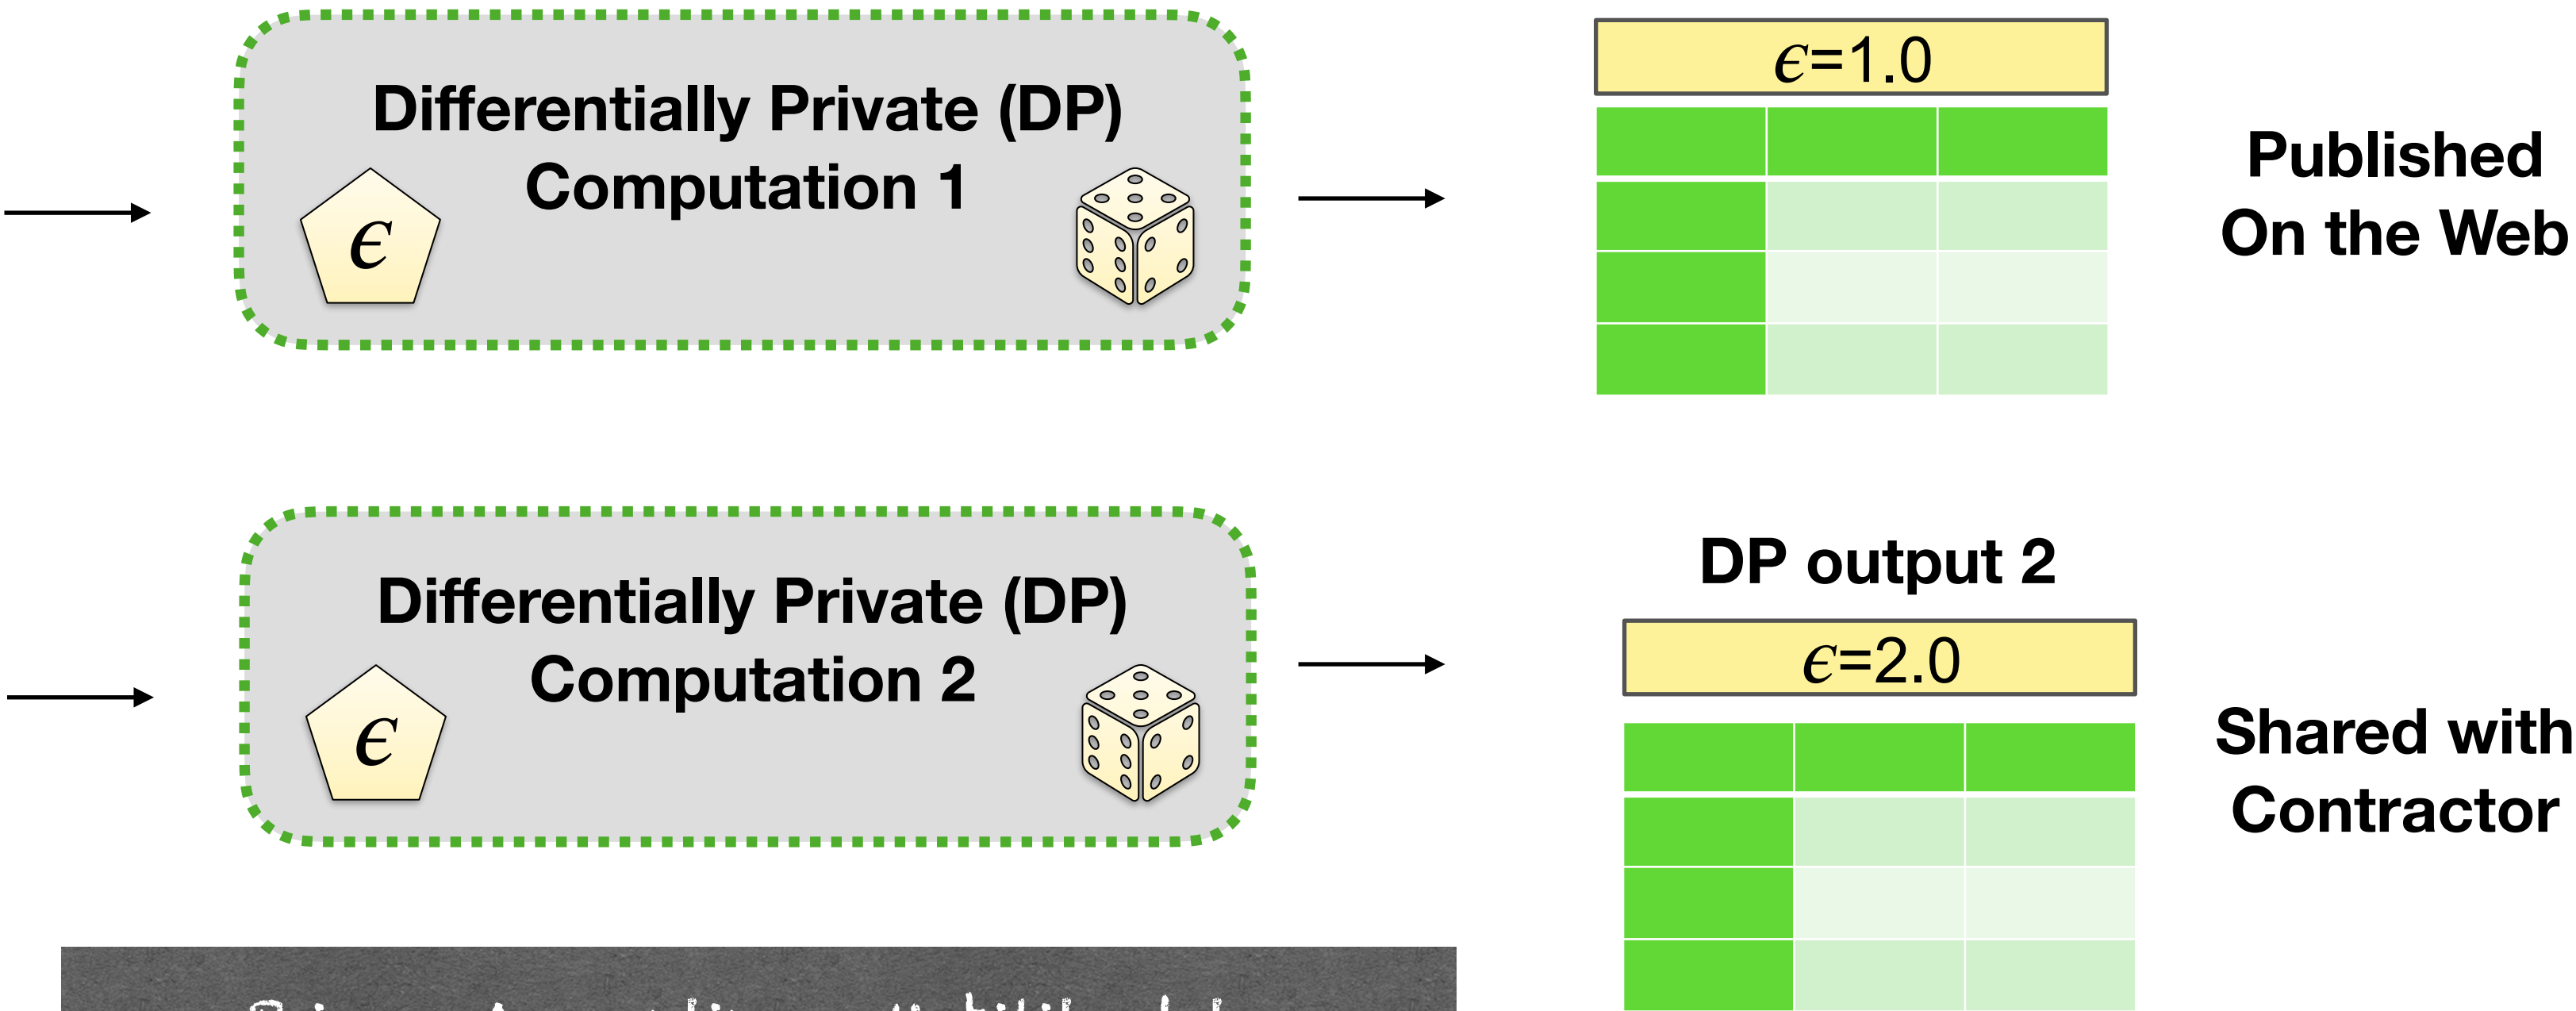 Differentially Private (DP)
Computation 1
ϵ
ϵ=1.0
Published
On the Web
Differentially Private (DP)
Computation 2
ϵ
DP output 2
ϵ=2.0
Shared with
Contractor